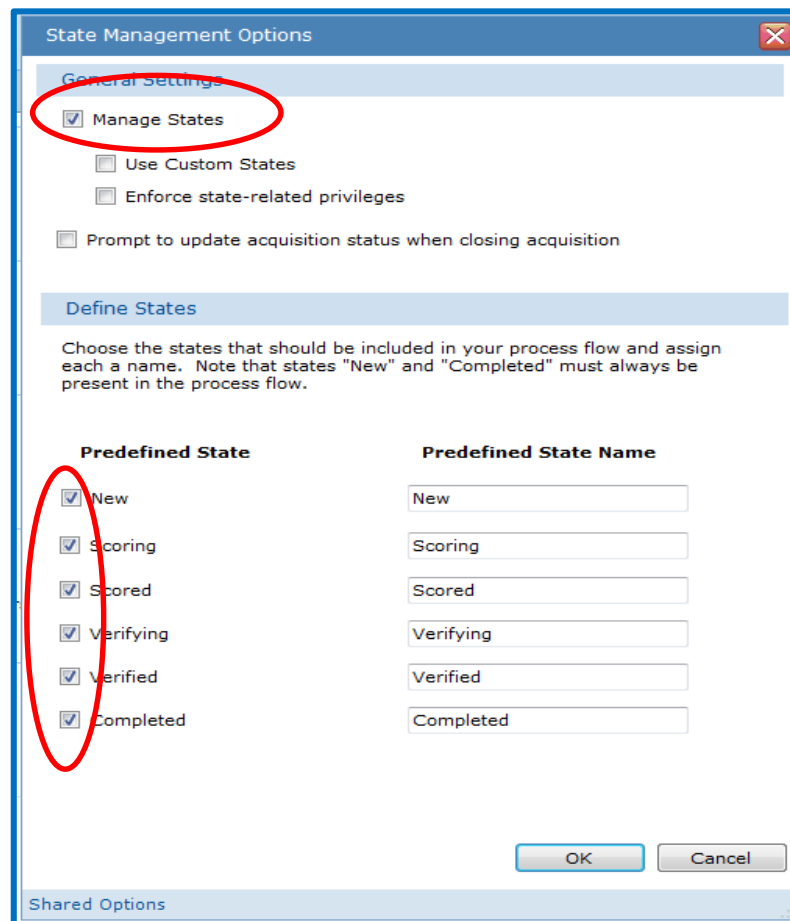 State Management Options
General Settings
Manage States
Use Custom States
Enforce state-related privileges
Prompt to update acquisition status when closing acquisition
Define States
Choose the states that should be included in your process flow and assign
each a name. Note that states "New" and "Completed" must always be
present in the process flow.
Predefined State Predefined State Name
New New
Scoring Scoring
Scored Scored
Verifying Verifying
Verified Verified
Completed Completed
OK Cancel
Shared Options